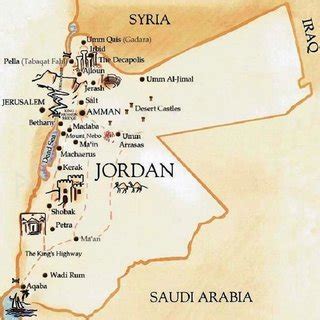 SYRIA
IRAQ
Umm Qais (Gadara)
Irbid
Pella (Tabaqat Fahl)
The Decapolis
Ajloun
Umm Al-Jimal
Jerash
JERUSALEM
Salt
AMMAN
Desert Castles
Bethany
Madaba
Mount Nebo
Umm
Arrasas
Dead Sea
Ma'in
Machaerus
Kerak
JORDAN
Shobak
Petra
Ma'an
The King's Highway
Wadi Rum
Aqaba
SAUDI ARABIA